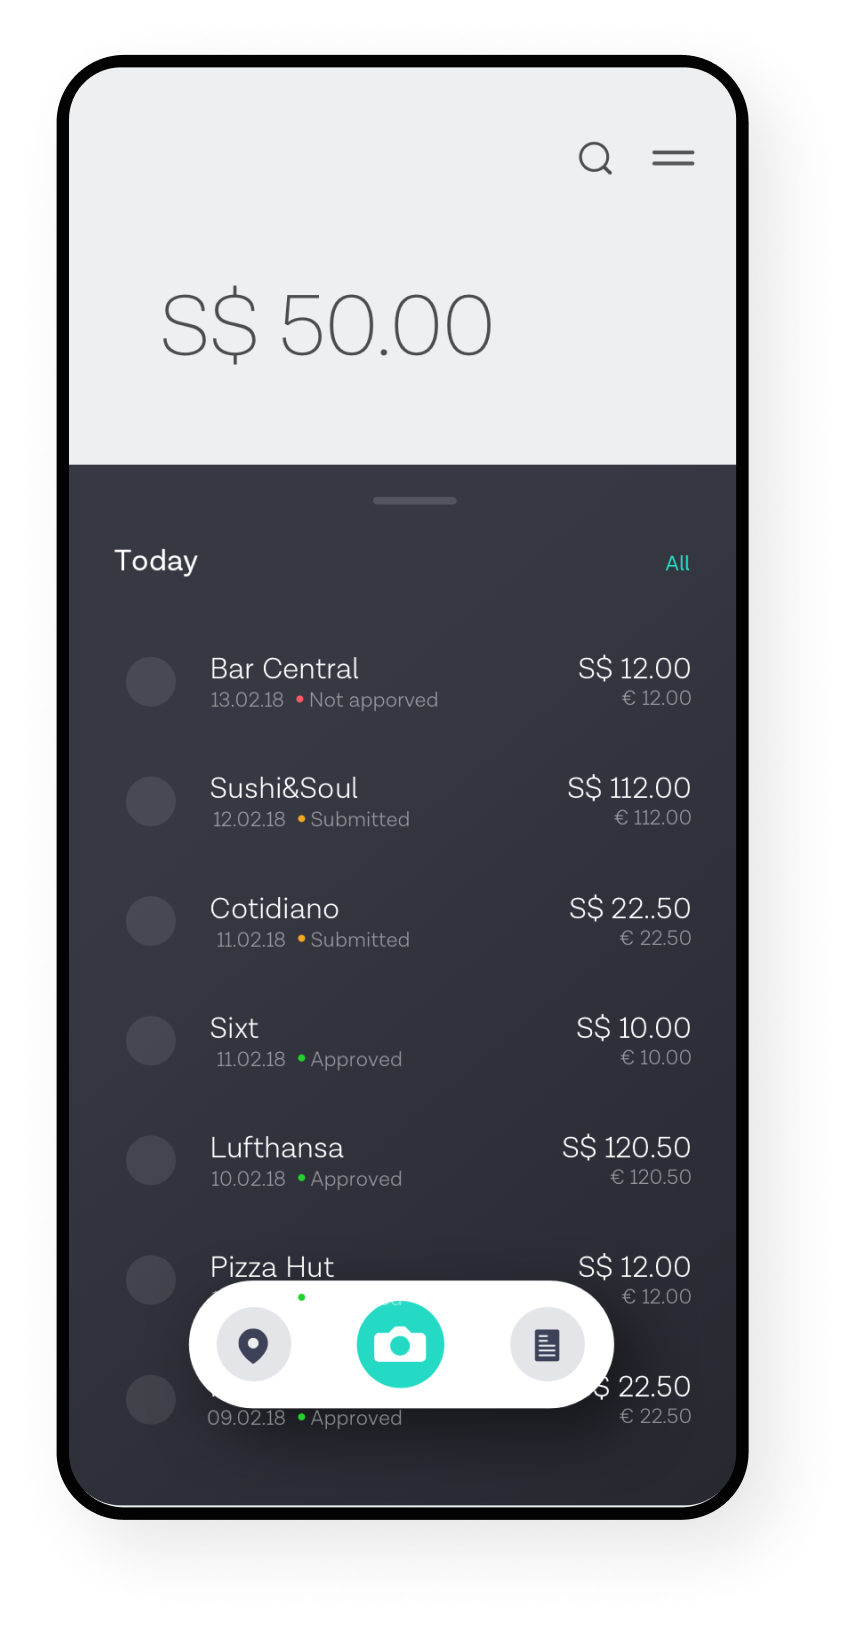 S$ 50.00
Today All
Bar Central S$ 12.00
13.02.18 Not apporved € 12.00
Sushi&Soul S$ 112.00
12.02.18 Submitted € 112.00
Cotidiano S$ 22..50
11.02.18 Submitted € 22.50
Sixt S$ 10.00
11.02.18 Approved € 10.00
Lufthansa S$ 120.50
10.02.18 Approved € 120.50
Pizza Hut S$ 12.00
€ 12.00
$ 22.50
09.02.18 Approved € 22.50